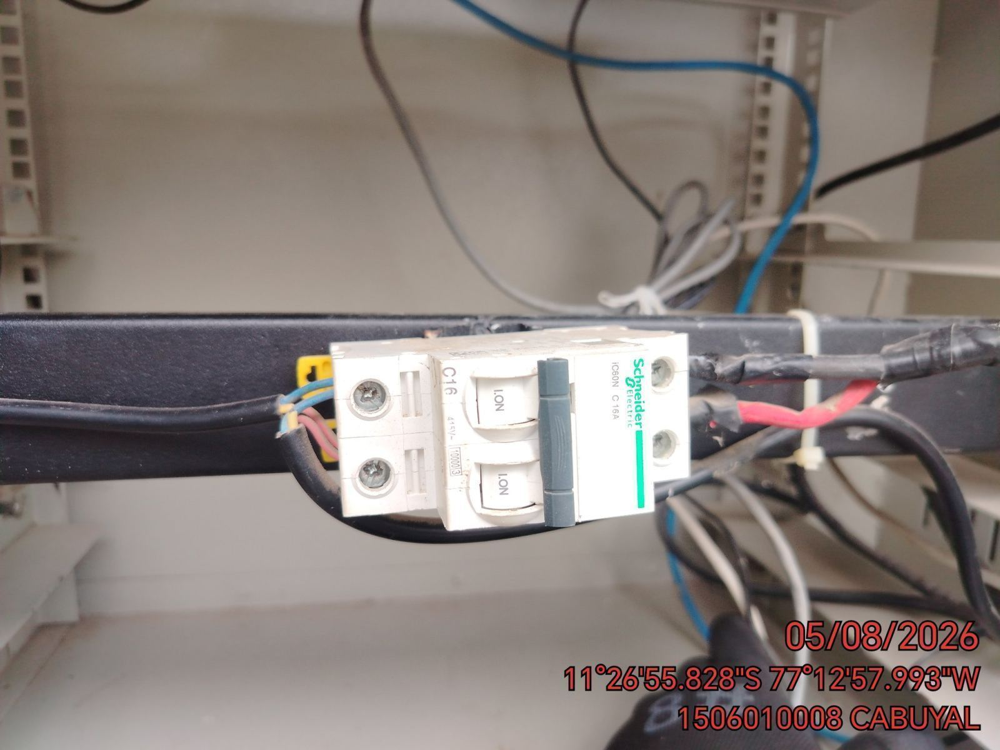 C16
415V~
10000 3
I.ON
I.ON
iC60N C 16A
Schneider
Electric
05/08/2026
11°26'55.828"S 77°12'57.993"W
1506010008 CABUYAL